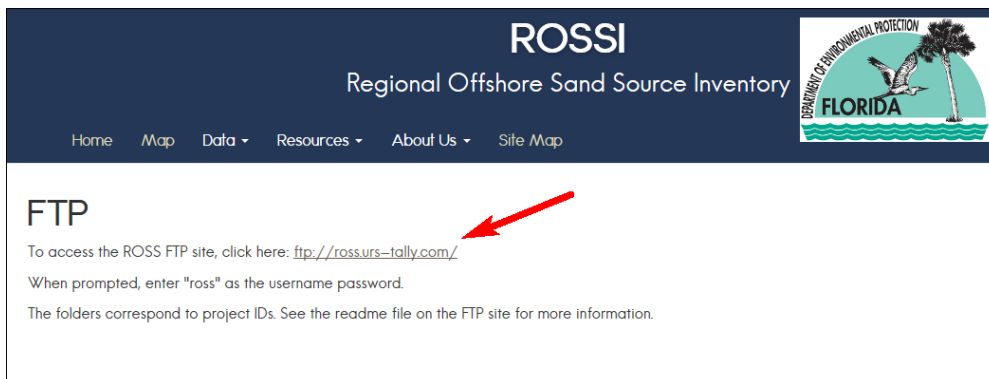 ROSSI
Regional Offshore Sand Source Inventory
DEPARTMENT OF ENVIRONMENTAL PROTECTION
FLORIDA
Home Map Data Resources About Us Site Map
FTP
To access the ROSS FTP site, click here: ftp://ross.urs-tally.com/
When prompted, enter "ross" as the username password.
The folders correspond to project IDs. See the readme file on the FTP site for more information.